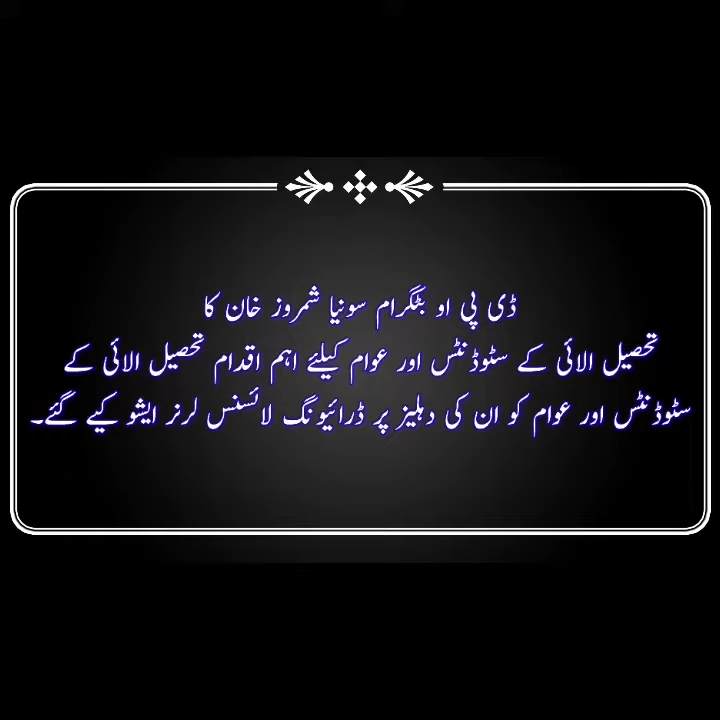 ڈی پی او بٹگرام سونیا شمروز خان کا
تحصیل الائی کے سٹوڈنٹس اور عوام کیلئے اہم اقدام تحصیل الائی کے
سٹوڈنٹس اور عوام کو ان کی دہلیز پر ڈرائیونگ لائسنس لرنر ایشو کیے گئے۔